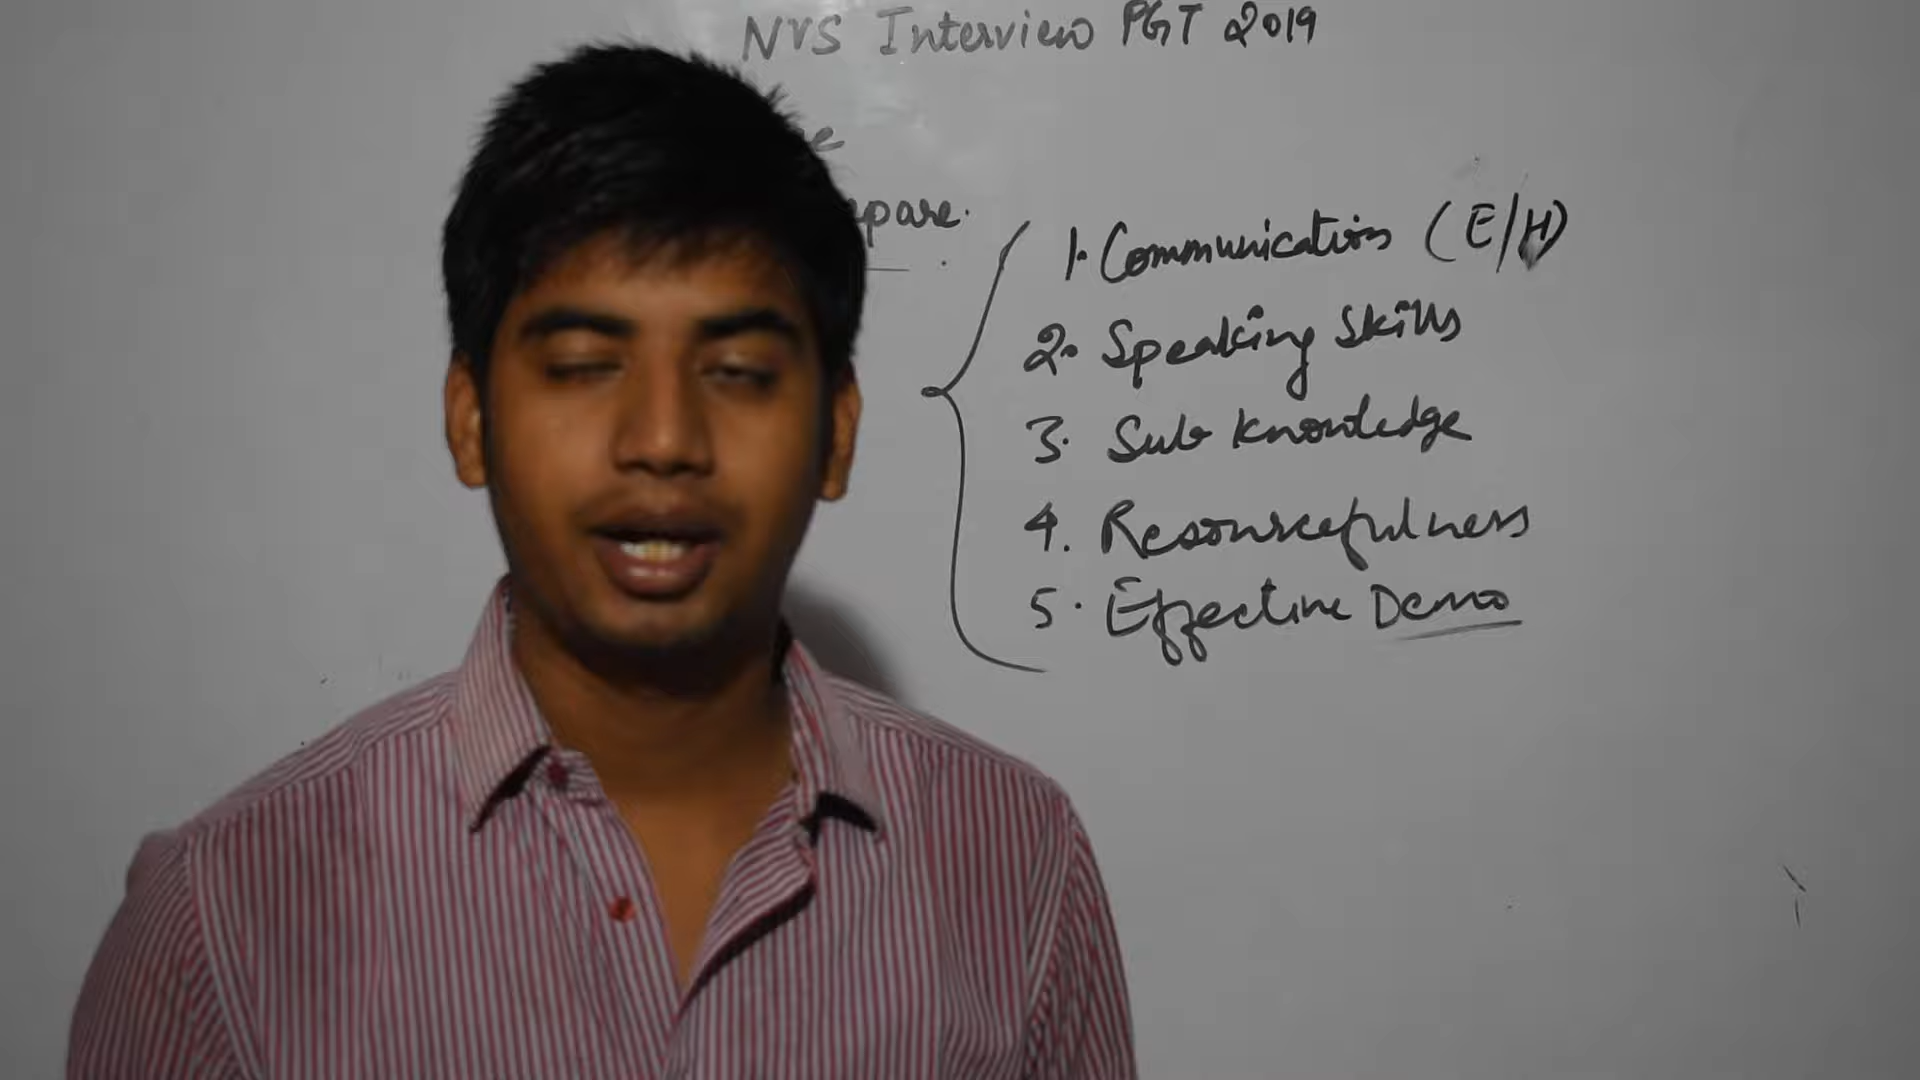 NVS Interview PGT 2019
1. Communication (E/H)
2. Speaking Skills
3. Sub Knowledge
4. Resourcefulness
5. Effective Demo